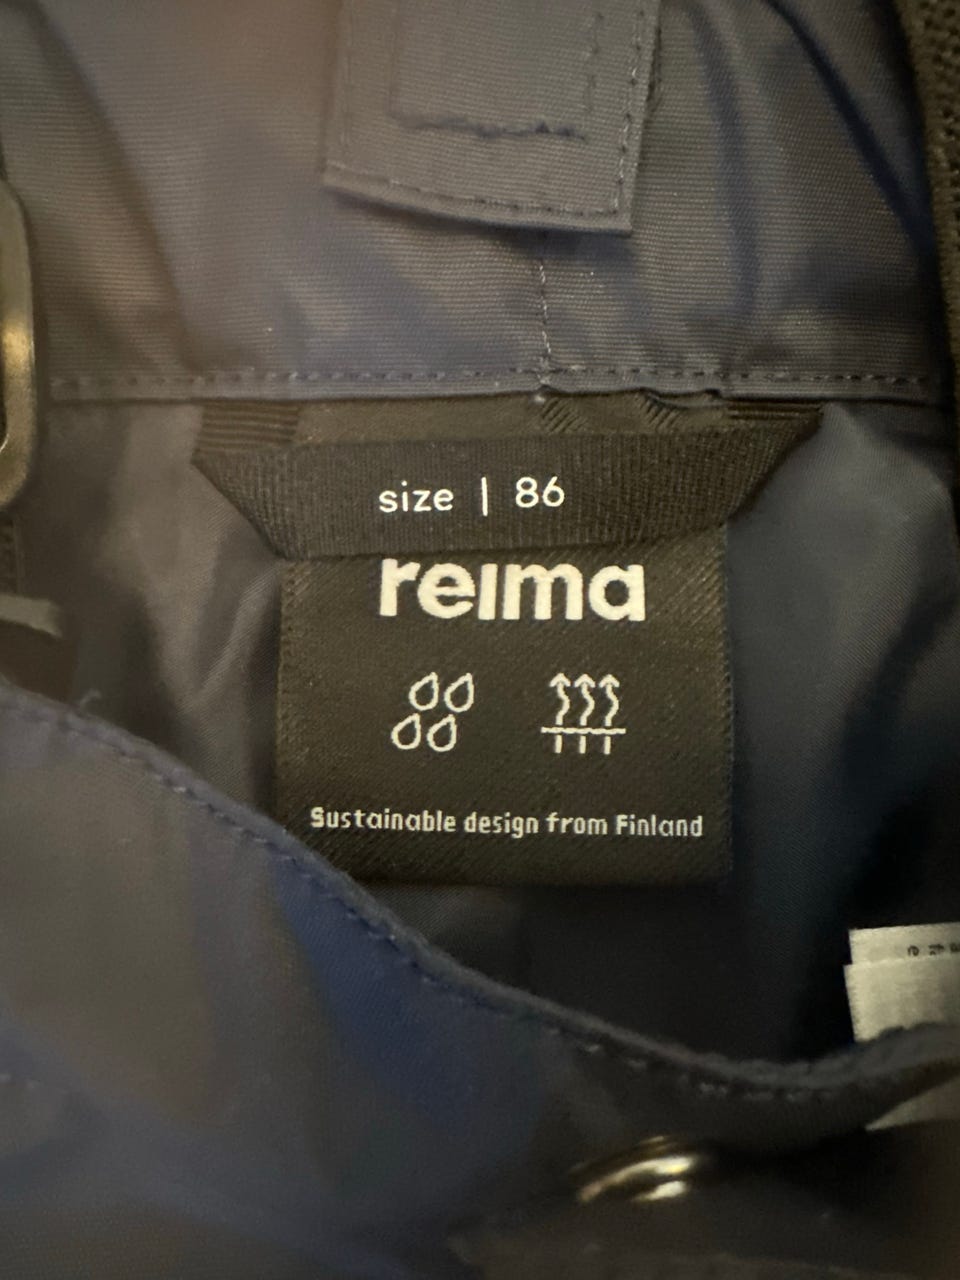 size | 86
reima
Sustainable design from Finland